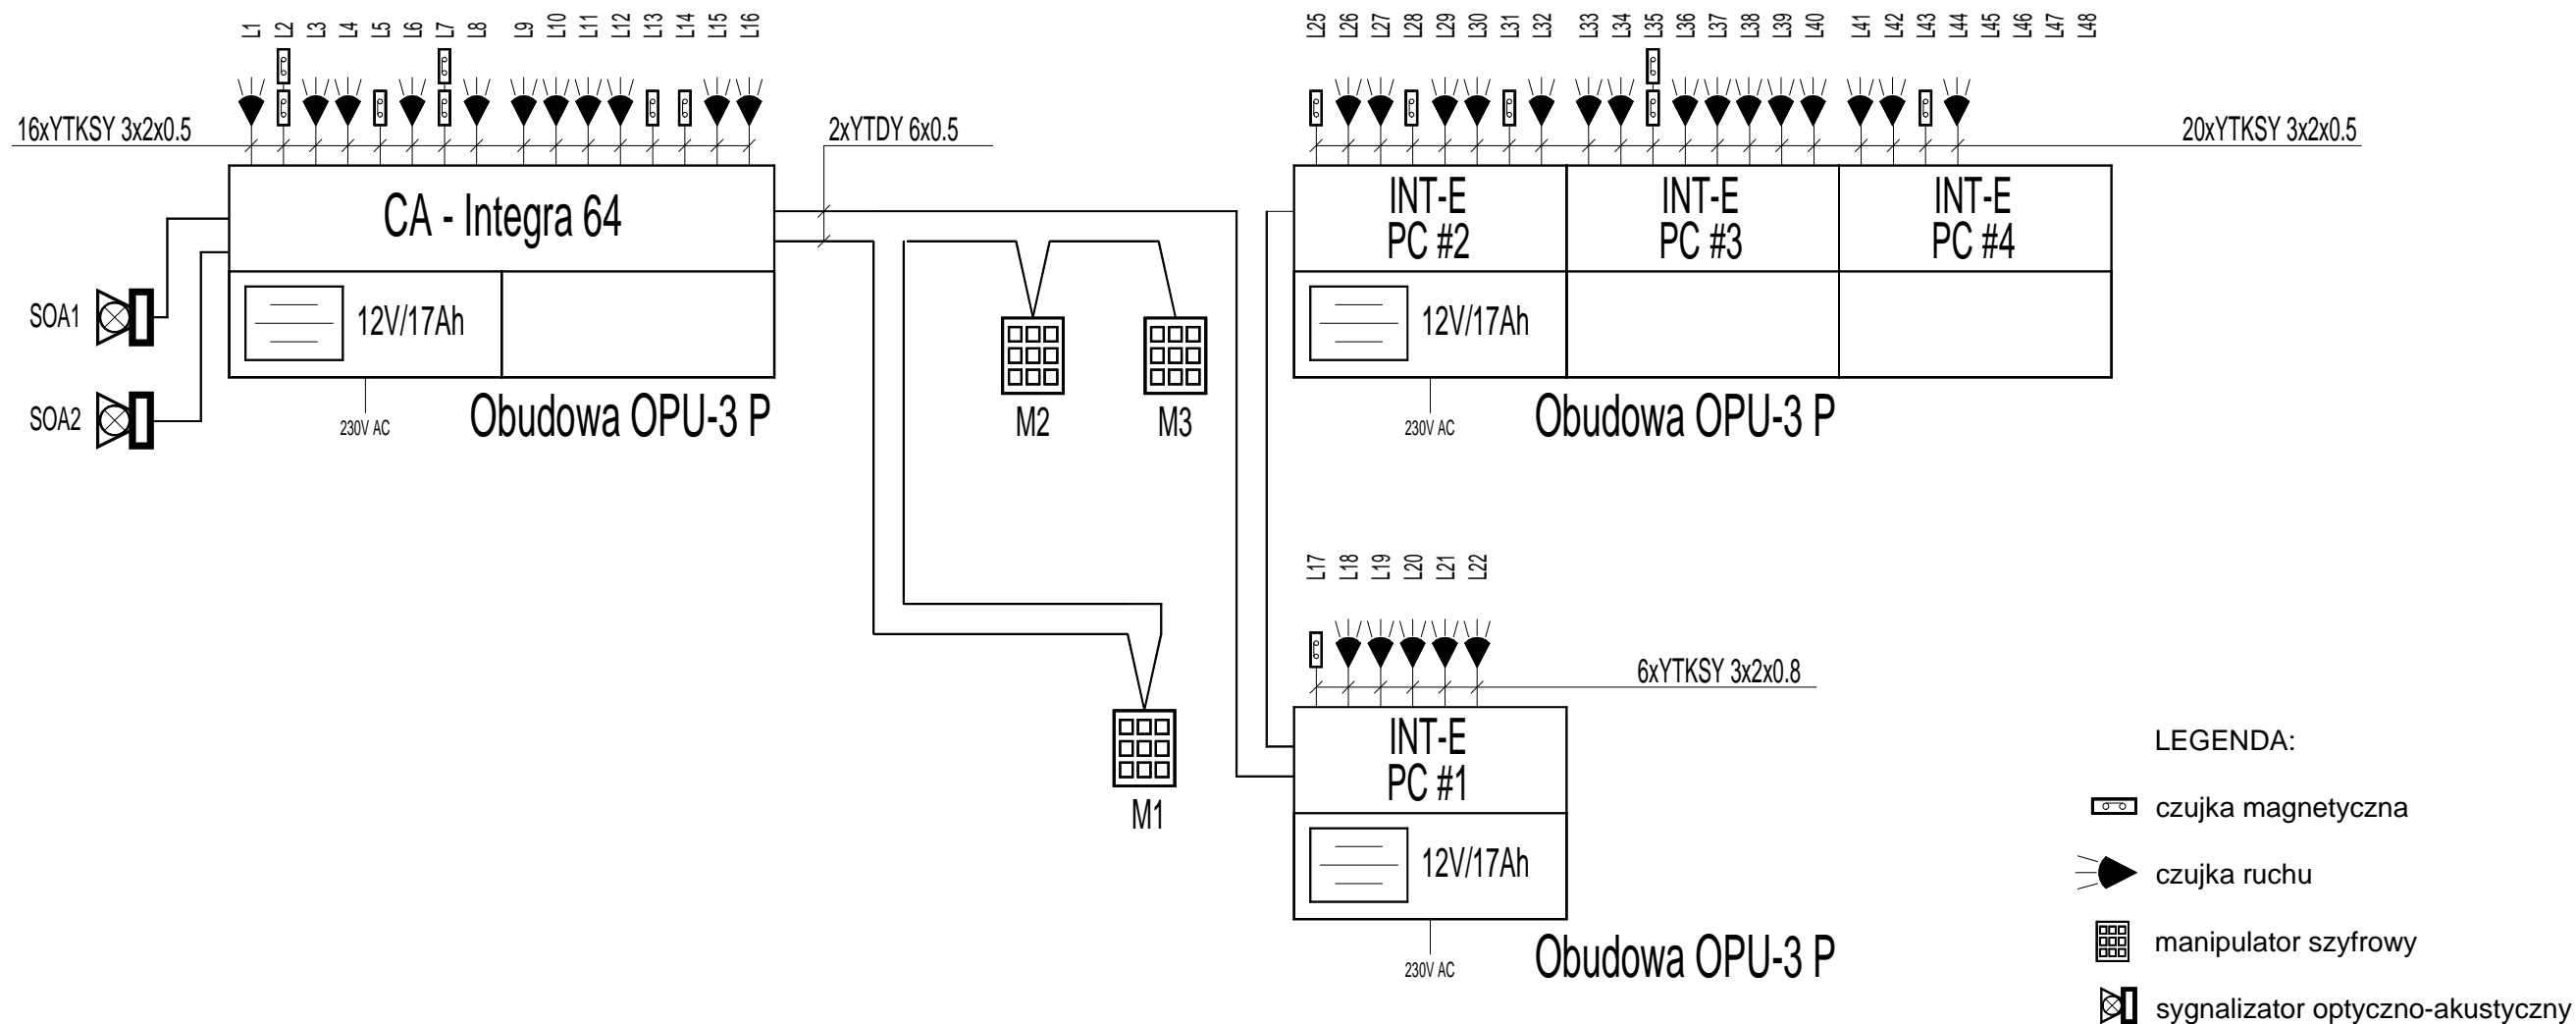 L1 L2 L3 L4 L5 L6 L7 L8 L9 L10 L11 L12 L13 L14 L15 L16
L25 L26 L27 L28 L29 L30 L31 L32 L33 L34 L35 L36 L37 L38 L39 L40 L41 L42 L43 L44 L45 L46 L47 L48
16xYTKSY 3x2x0.5
2xYTDY 6x0.5
20xYTKSY 3x2x0.5
CA - Integra 64
INT-E
PC #2
INT-E
PC #3
INT-E
PC #4
SOA1
12V/17Ah
12V/17Ah
SOA2
230V AC
Obudowa OPU-3 P
M2
M3
230V AC
Obudowa OPU-3 P
L17 L18 L19 L20 L21 L22
6xYTKSY 3x2x0.8
INT-E
PC #1
M1
12V/17Ah
230V AC
Obudowa OPU-3 P
LEGENDA:
czujka magnetyczna
czujka ruchu
manipulator szyfrowy
sygnalizator optyczno-akustyczny